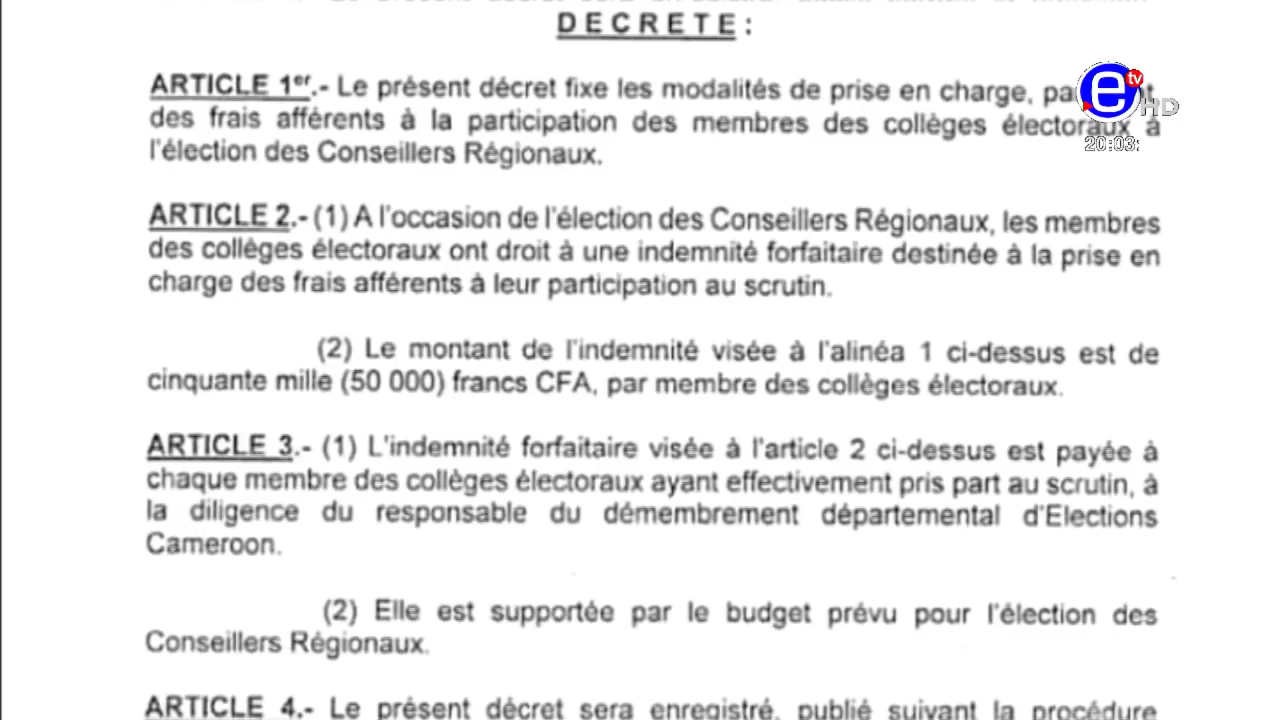 DECRETE :
ARTICLE 1er.- Le présent décret fixe les modalités de prise en charge, par
e tv HD
des frais afférents à la participation des membres des collèges électoraux à
20:03:
l'élection des Conseillers Régionaux.
ARTICLE 2.- (1) A l'occasion de l'élection des Conseillers Régionaux, les membres
des collèges électoraux ont droit à une indemnité forfaitaire destinée à la prise en
charge des frais afférents à leur participation au scrutin.
(2) Le montant de l'indemnité visée à l'alinéa 1 ci-dessus est de
cinquante mille (50 000) francs CFA, par membre des collèges électoraux.
ARTICLE 3.- (1) L'indemnité forfaitaire visée à l'article 2 ci-dessus est payée à
chaque membre des collèges électoraux ayant effectivement pris part au scrutin, à
la diligence du responsable du démembrement départemental d'Elections
Cameroon.
(2) Elle est supportée par le budget prévu pour l'élection des
Conseillers Régionaux.
ARTICLE 4.- Le présent décret sera enregistré, publié suivant la procédure